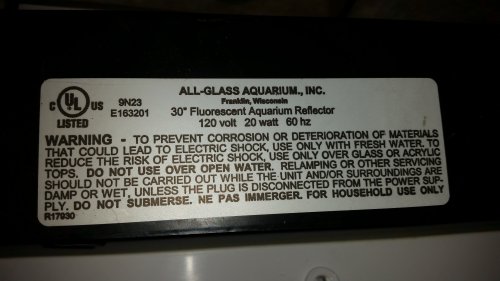 ALL-GLASS AQUARIUM., INC.
Franklin, Wisconsin
C UL US
LISTED
9N23
E163201
30" Fluorescent Aquarium Reflector
120 volt 20 watt 60 hz
WARNING - TO PREVENT CORROSION OR DETERIORATION OF MATERIALS
THAT COULD LEAD TO ELECTRIC SHOCK, USE ONLY WITH FRESH WATER. TO
REDUCE THE RISK OF ELECTRIC SHOCK, USE ONLY OVER GLASS OR ACRYLIC
TOPS. DO NOT USE OVER OPEN WATER. RELAMPING OR OTHER SERVICING
SHOULD NOT BE CARRIED OUT WHILE THE UNIT AND/OR SURROUNDINGS ARE
DAMP OR WET, UNLESS THE PLUG IS DISCONNECTED FROM THE POWER SUP-
PLY. DO NOT SUBMERSE. NE PAS IMMERGER. FOR HOUSEHOLD USE ONLY
R17930